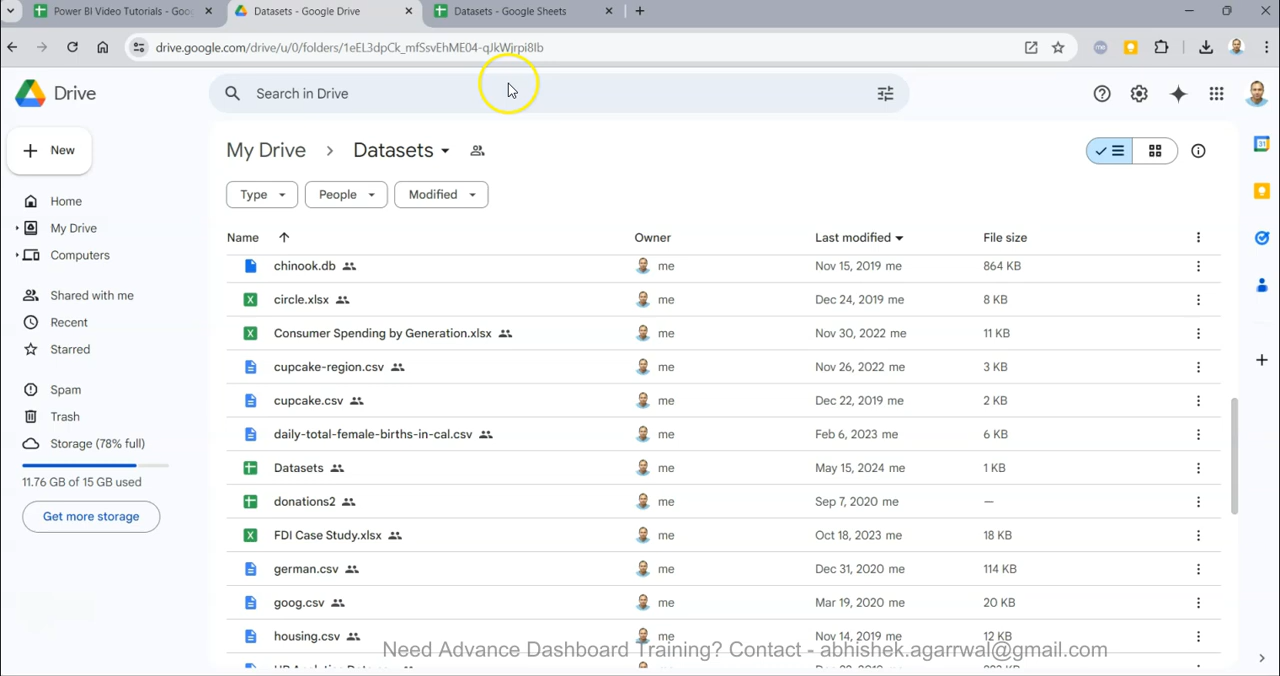 Power BI Video Tutorials - Goo
Datasets - Google Drive
Datasets - Google Sheets
drive.google.com/drive/u/0/folders/1eEL3dpCk_mfSsvEhME04-qJkWjrpi8Ib
Drive
Search in Drive
New
My Drive
Datasets
Type
People
Modified
Home
My Drive
Computers
Shared with me
Recent
Starred
Spam
Trash
Storage (78% full)
11.76 GB of 15 GB used
Get more storage
Name Owner Last modified File size
chinook.db me Nov 15, 2019 me 864 KB
circle.xlsx me Dec 24, 2019 me 8 KB
Consumer Spending by Generation.xlsx me Nov 30, 2022 me 11 KB
cupcake-region.csv me Nov 26, 2022 me 3 KB
cupcake.csv me Dec 22, 2019 me 2 KB
daily-total-female-births-in-cal.csv me Feb 6, 2023 me 6 KB
Datasets me May 15, 2024 me 1 KB
donations2 me Sep 7, 2020 me —
FDI Case Study.xlsx me Oct 18, 2023 me 18 KB
german.csv me Dec 31, 2020 me 114 KB
goog.csv me Mar 19, 2020 me 20 KB
housing.csv me Nov 14, 2019 me 12 KB
Need Advance Dashboard Training? Contact - abhishek.agarrwal@gmail.com